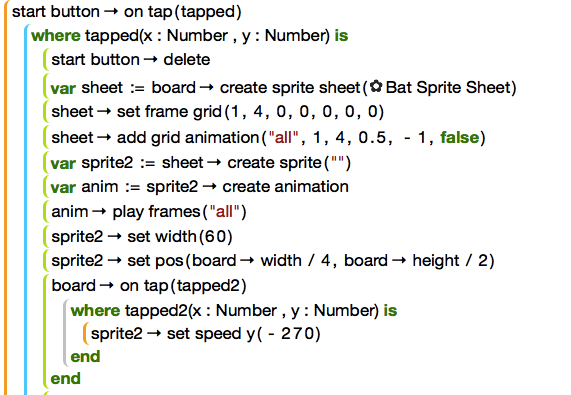 start button → on tap(tapped)
where tapped(x : Number , y : Number) is
start button → delete
var sheet := board → create sprite sheet(✿ Bat Sprite Sheet)
sheet → set frame grid(1, 4, 0, 0, 0, 0, 0)
sheet → add grid animation("all", 1, 4, 0.5, - 1, false)
var sprite2 := sheet → create sprite("")
var anim := sprite2 → create animation
anim → play frames("all")
sprite2 → set width(60)
sprite2 → set pos(board → width / 4, board → height / 2)
board → on tap(tapped2)
where tapped2(x : Number , y : Number) is
sprite2 → set speed y( - 270)
end
end